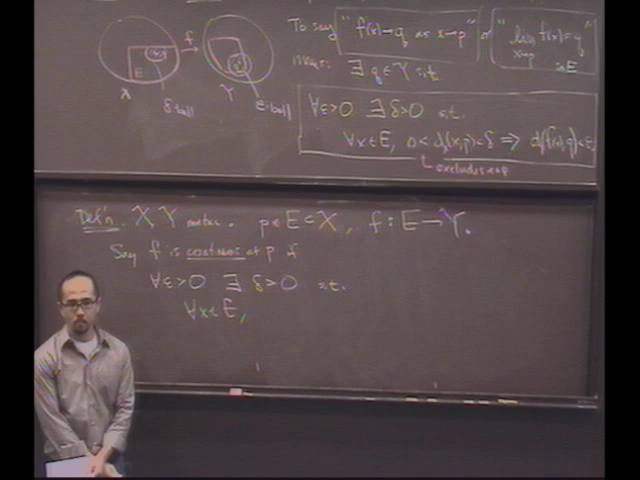 To say "f(x)→q as x→p" or "lim f(x)=q"
x→p
in E
means: ∃ q∈Y s.t.
∀ε>0 ∃δ>0 s.t.
∀x∈E, 0<d(x,p)<δ ⇒ d(f(x),q)<ε
excludes x=p
f
E
X
Y
δ-ball
ε-ball
Def'n. X, Y metric. p∈E⊂X, f: E→Y.
Say f is continuous at p if
∀ε>0 ∃ δ>0 s.t.
∀x∈E,